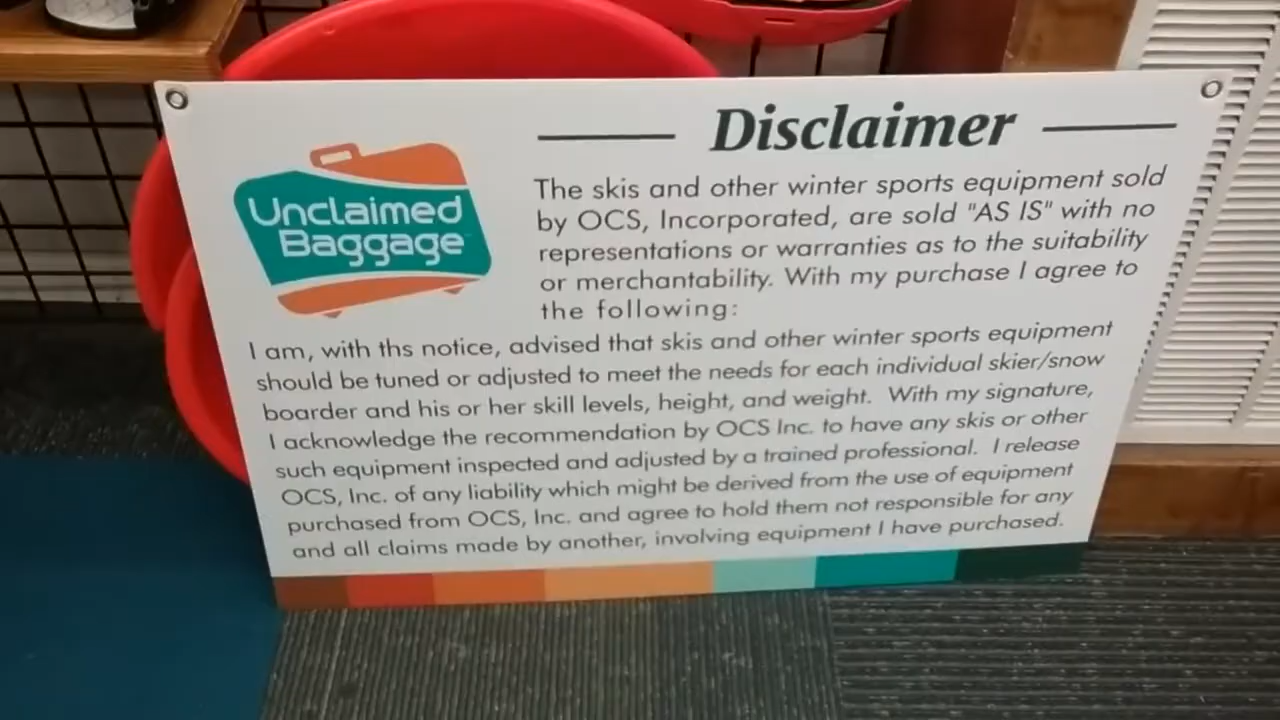 Disclaimer
Unclaimed
Baggage
The skis and other winter sports equipment sold
by OCS, Incorporated, are sold "AS IS" with no
representations or warranties as to the suitability
or merchantability. With my purchase I agree to
the following:
I am, with ths notice, advised that skis and other winter sports equipment
should be tuned or adjusted to meet the needs for each individual skier/snow
boarder and his or her skill levels, height, and weight. With my signature,
I acknowledge the recommendation by OCS Inc. to have any skis or other
such equipment inspected and adjusted by a trained professional. I release
OCS, Inc. of any liability which might be derived from the use of equipment
purchased from OCS, Inc. and agree to hold them not responsible for any
and all claims made by another, involving equipment I have purchased.